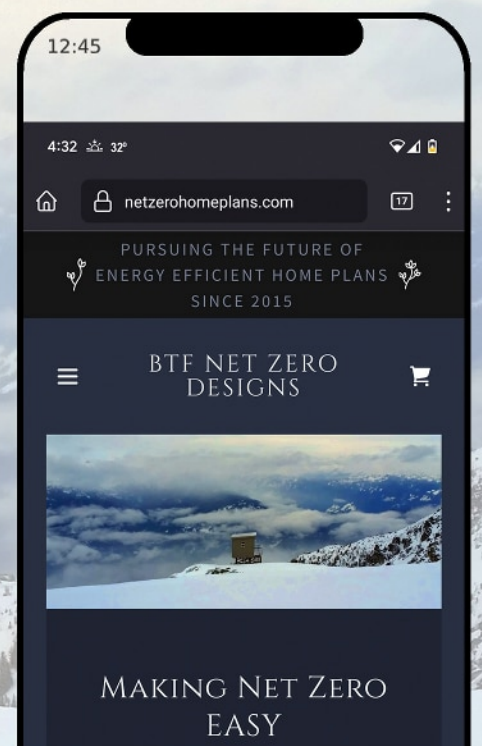 12:45
4:32 32°
netzerohomeplans.com 17
PURSUING THE FUTURE OF
ENERGY EFFICIENT HOME PLANS
SINCE 2015
BTF NET ZERO
DESIGNS
MAKING NET ZERO
EASY